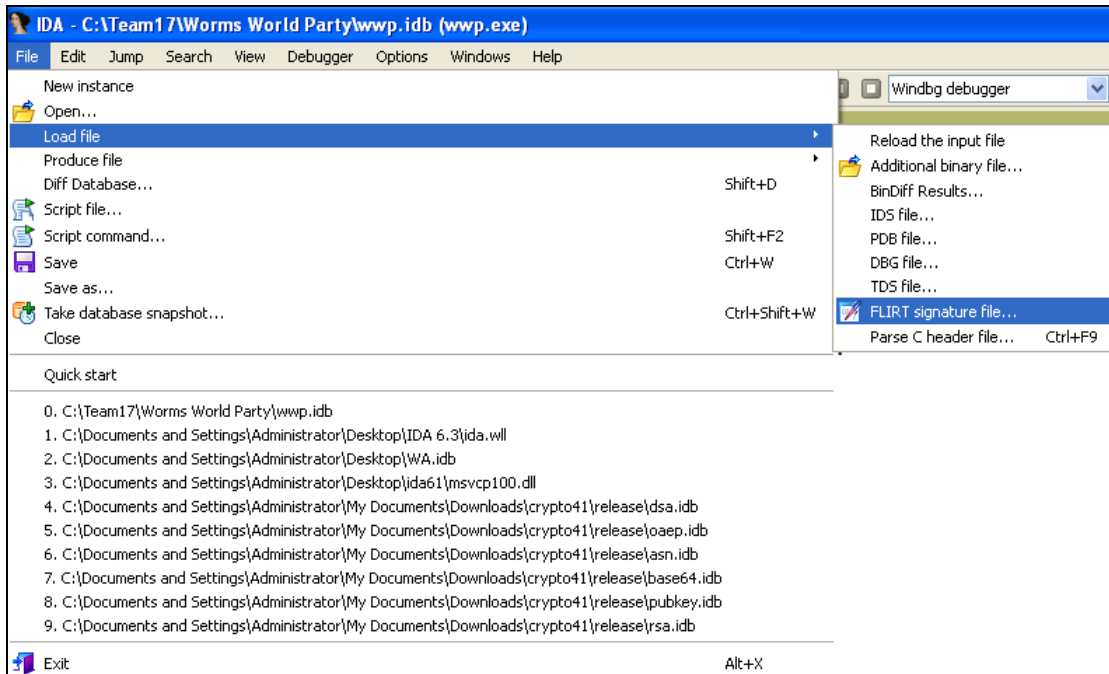 IDA - C:\Team17\Worms World Party\wwp.idb (wwp.exe)
File Edit Jump Search View Debugger Options Windows Help
New instance
Open...
Load file
Produce file
Diff Database... Shift+D
Script file...
Script command... Shift+F2
Save Ctrl+W
Save as...
Take database snapshot... Ctrl+Shift+W
Close
Quick start
0. C:\Team17\Worms World Party\wwp.idb
1. C:\Documents and Settings\Administrator\Desktop\IDA 6.3\ida.wll
2. C:\Documents and Settings\Administrator\Desktop\WA.idb
3. C:\Documents and Settings\Administrator\Desktop\ida61\msvcp100.dll
4. C:\Documents and Settings\Administrator\My Documents\Downloads\crypto41\release\dsa.idb
5. C:\Documents and Settings\Administrator\My Documents\Downloads\crypto41\release\oaep.idb
6. C:\Documents and Settings\Administrator\My Documents\Downloads\crypto41\release\asn.idb
7. C:\Documents and Settings\Administrator\My Documents\Downloads\crypto41\release\base64.idb
8. C:\Documents and Settings\Administrator\My Documents\Downloads\crypto41\release\pubkey.idb
9. C:\Documents and Settings\Administrator\My Documents\Downloads\crypto41\release\rsa.idb
Exit Alt+X
Windbg debugger
Reload the input file
Additional binary file...
BinDiff Results...
IDS file...
PDB file...
DBG file...
TDS file...
FLIRT signature file...
Parse C header file... Ctrl+F9